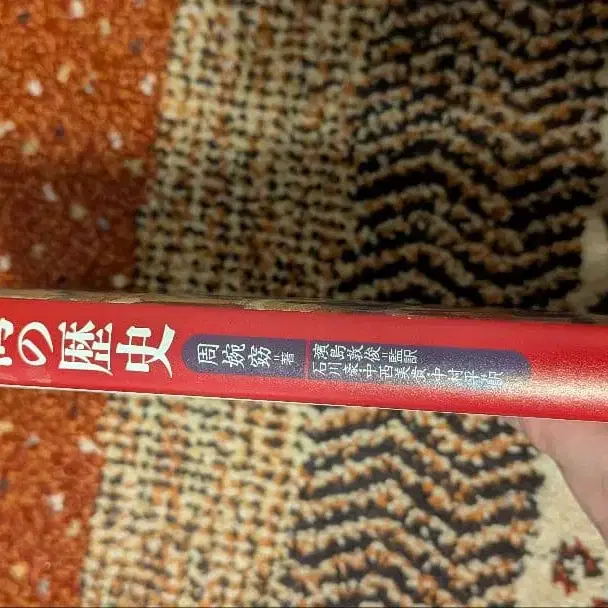 の歴史
周婉窈=著
濱島敦俊=監訳
石川豪・中西美貴・中村平・訳